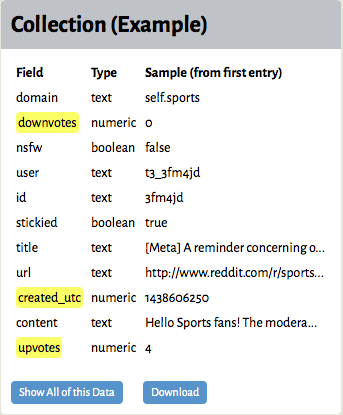 Collection (Example)
Field Type Sample (from first entry)
domain text self.sports
downvotes numeric 0
nsfw boolean false
user text t3_3fm4jd
id text 3fm4jd
stickied boolean true
title text [Meta] A reminder concerning o...
url text http://www.reddit.com/r/sports...
created_utc numeric 1438606250
content text Hello Sports fans! The modera...
upvotes numeric 4
Show All of this Data Download